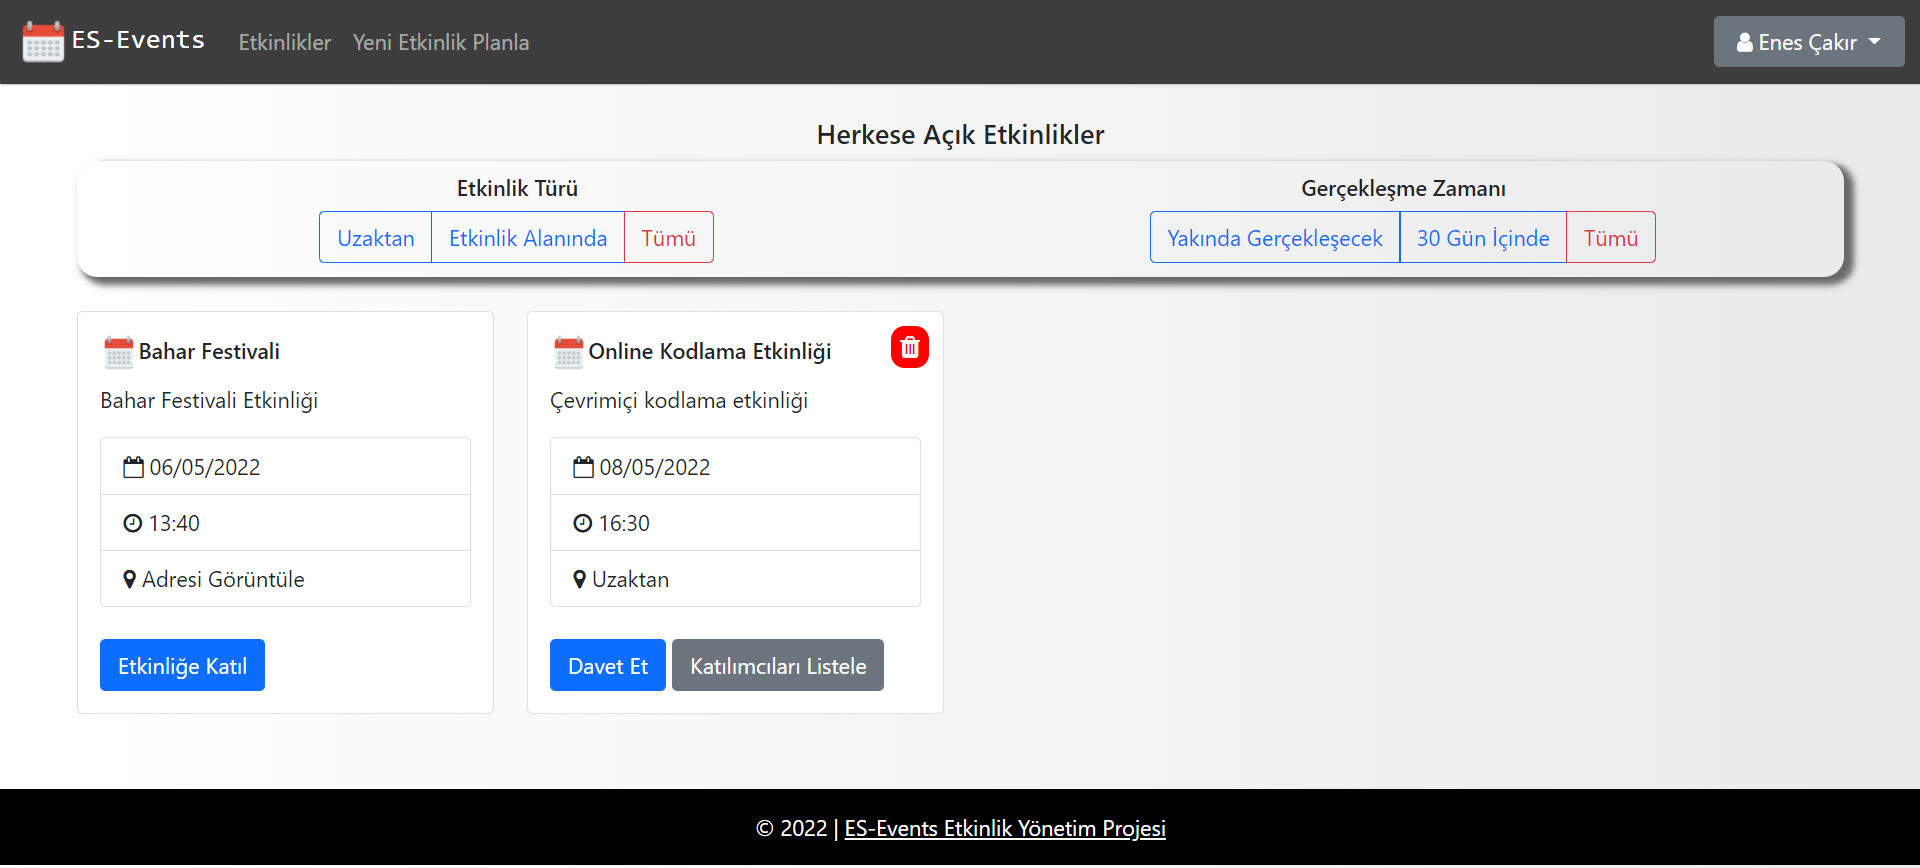 ES-Events Etkinlikler Yeni Etkinlik Planla Enes Çakır
Herkese Açık Etkinlikler
Etkinlik Türü
Uzaktan Etkinlik Alanında Tümü
Gerçekleşme Zamanı
Yakında Gerçekleşecek 30 Gün İçinde Tümü
Bahar Festivali
Bahar Festivali Etkinliği
06/05/2022
13:40
Adresi Görüntüle
Etkinliğe Katıl
Online Kodlama Etkinliği
Çevrimiçi kodlama etkinliği
08/05/2022
16:30
Uzaktan
Davet Et Katılımcıları Listele
© 2022 | ES-Events Etkinlik Yönetim Projesi